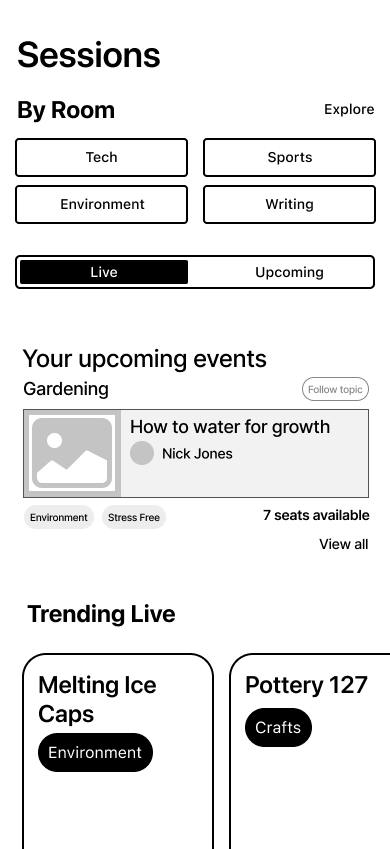 Sessions
By Room
Explore
Tech
Sports
Environment
Writing
Live
Upcoming
Your upcoming events
Gardening
Follow topic
How to water for growth
Nick Jones
Environment
Stress Free
7 seats available
View all
Trending Live
Melting Ice
Caps
Environment
Pottery 127
Crafts